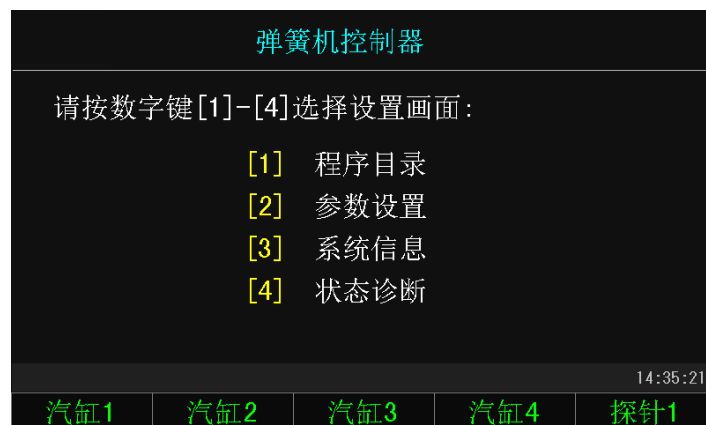 弹簧机控制器
请按数字键[1]-[4]选择设置画面:
[1] 程序目录
[2] 参数设置
[3] 系统信息
[4] 状态诊断
14:35:21
汽缸1 汽缸2 汽缸3 汽缸4 探针1